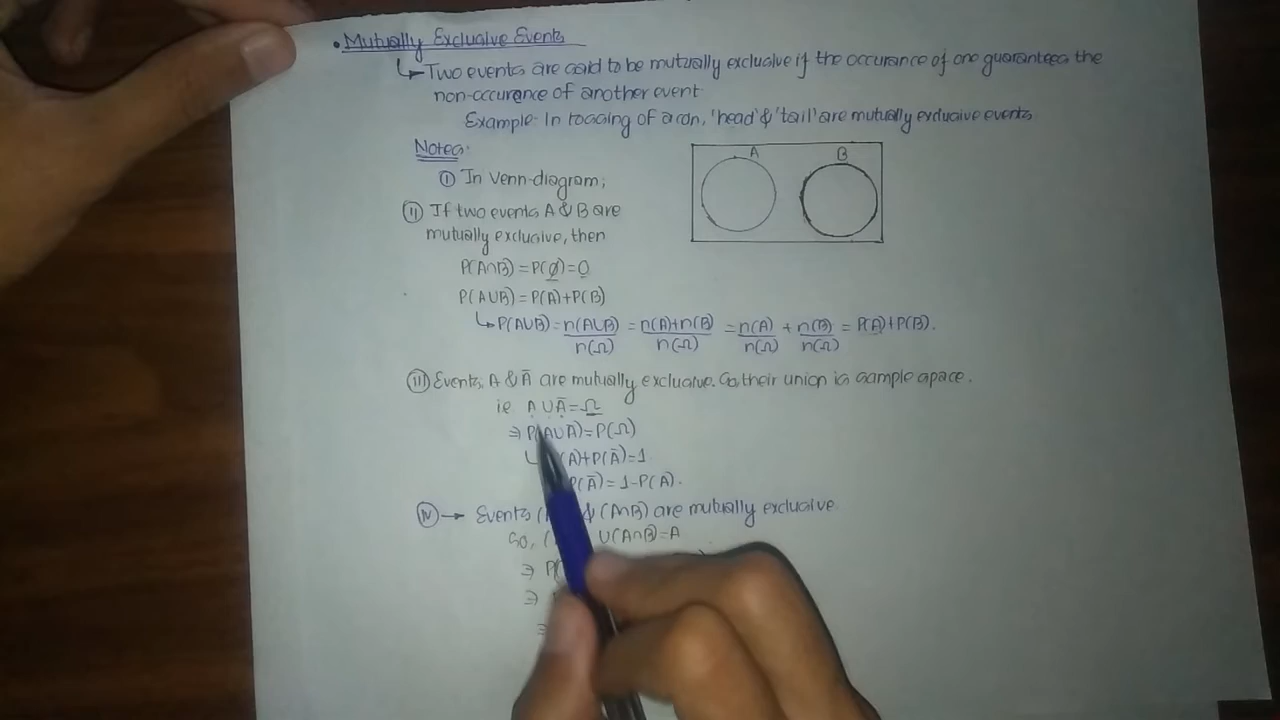 • Mutually Exclusive Events
↳ Two events are said to be mutually exclusive if the occurance of one guarantees the
non-occurance of another event
Example: In tossing of a coin, 'head' & 'tail' are mutually exclusive events
Notes:
① In Venn-diagram;
A B
② If two events A & B are
mutually exclusive, then
P(A∩B)=P(∅)=0
P(A∪B)=P(A)+P(B)
↳ P(A∪B)=n(A∪B)/n(Ω) = n(A)+n(B)/n(Ω) = n(A)/n(Ω) + n(B)/n(Ω) = P(A)+P(B).
Ⓘⓘⓘ Events A & Ā are mutually exclusive. So, their union is sample space.
ie A∪Ā=Ω
⇒ P(A∪Ā)=P(Ω)
(A)+P(Ā)=1
P(Ā)=1-P(A).
Ⓘⓥ → Events & (A∩B) are mutually exclusive
So, ( ∪(A∩B)=A
⇒ P(
⇒
⇒